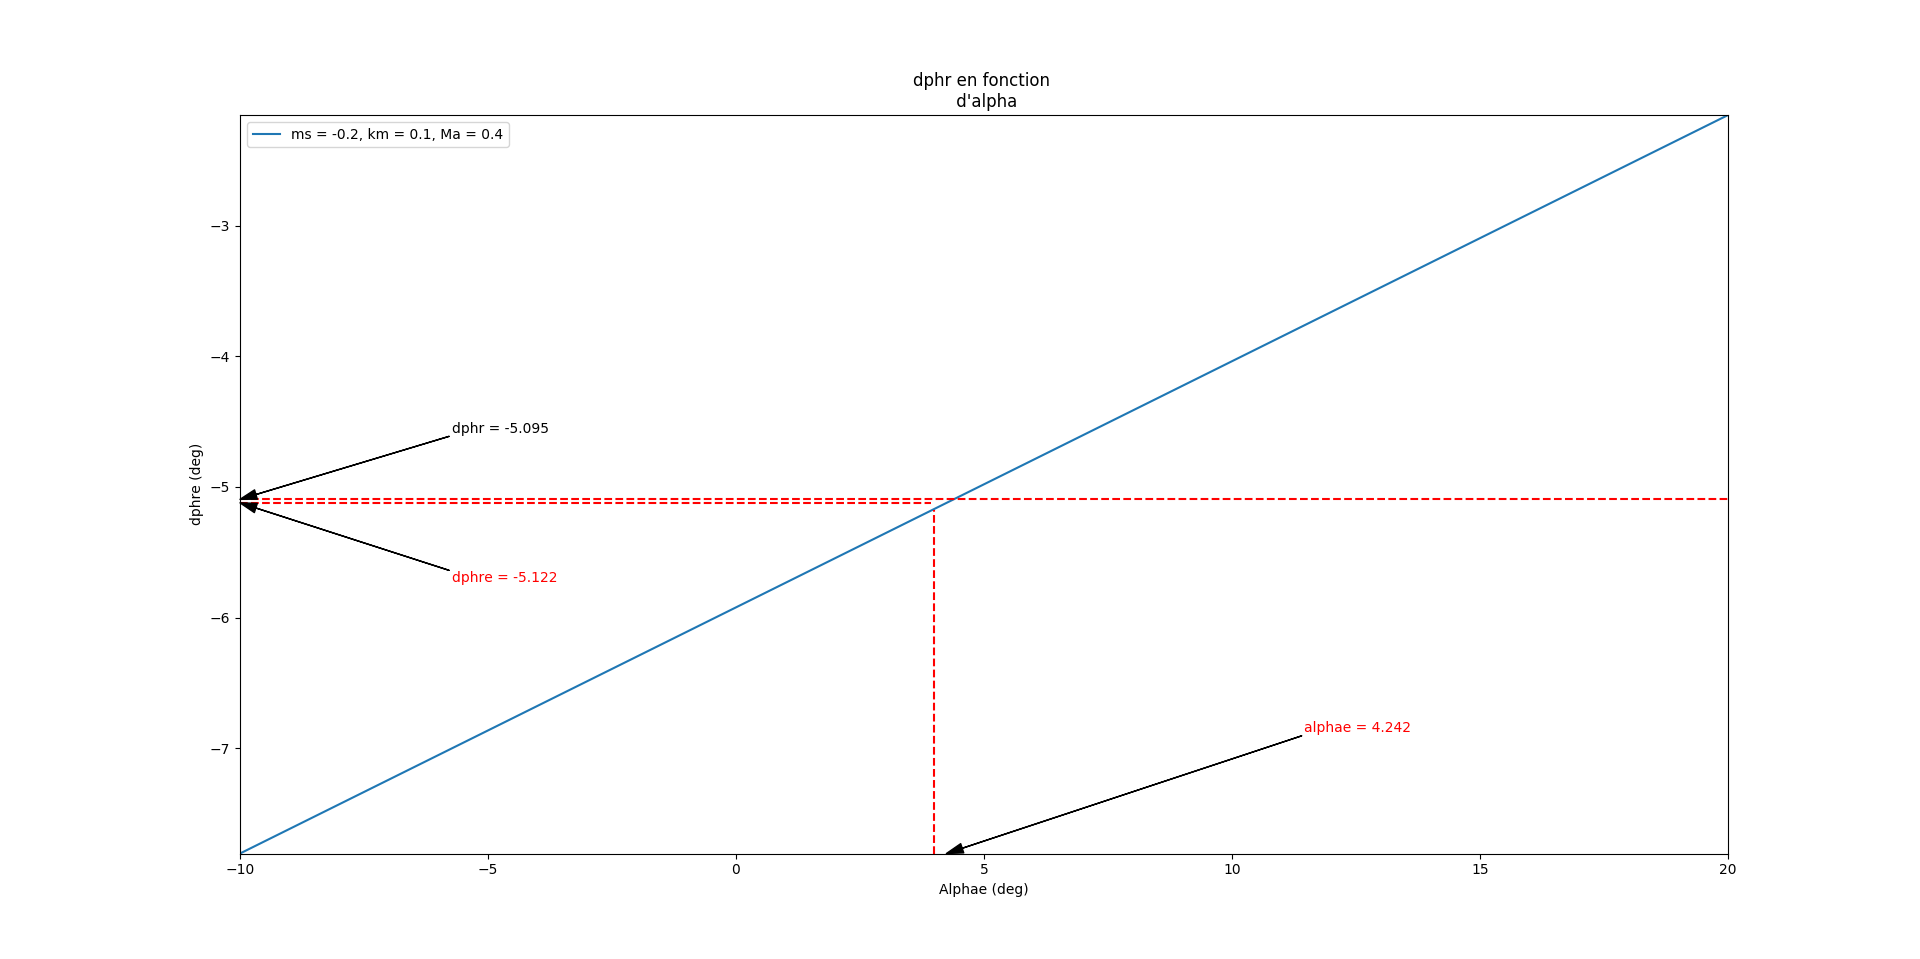 dphr en fonction
d'alpha
ms = -0.2, km = 0.1, Ma = 0.4
−3
−4
−5
−6
−7
dphre (deg)
dphr = -5.095
dphre = -5.122
alphae = 4.242
−10
−5
0
5
10
15
20
Alphae (deg)